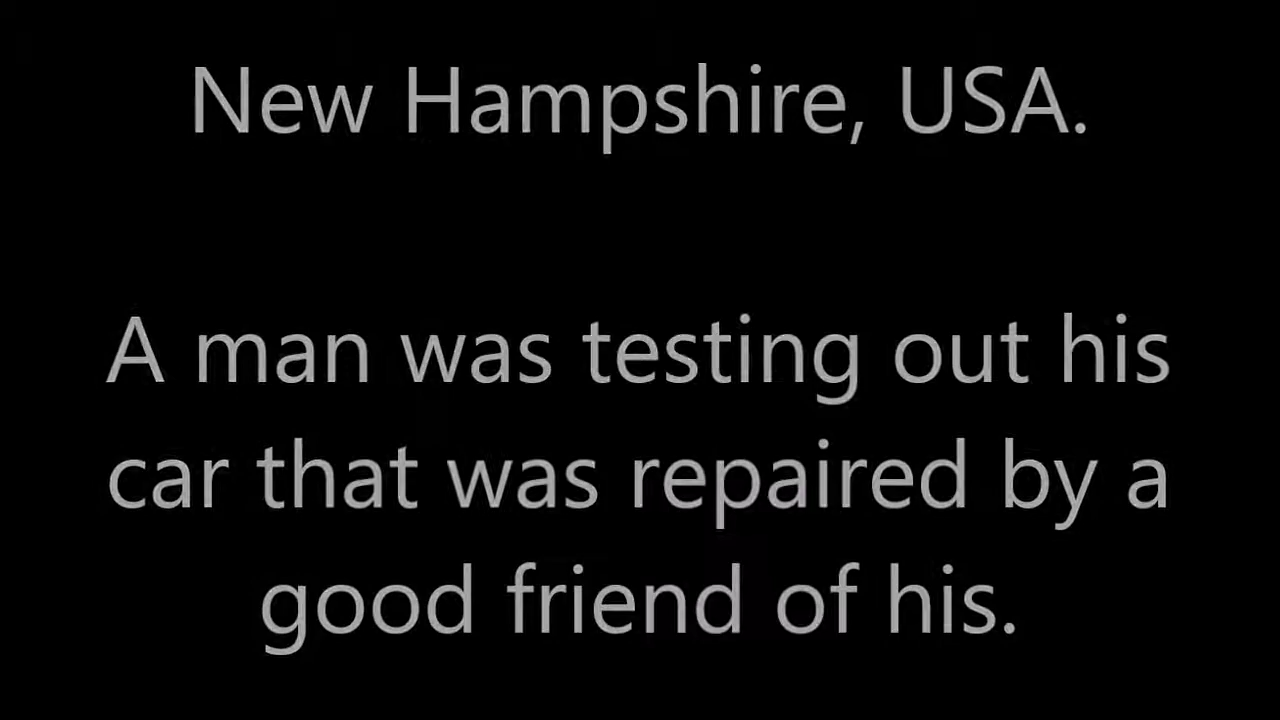 New Hampshire, USA.
A man was testing out his
car that was repaired by a
good friend of his.